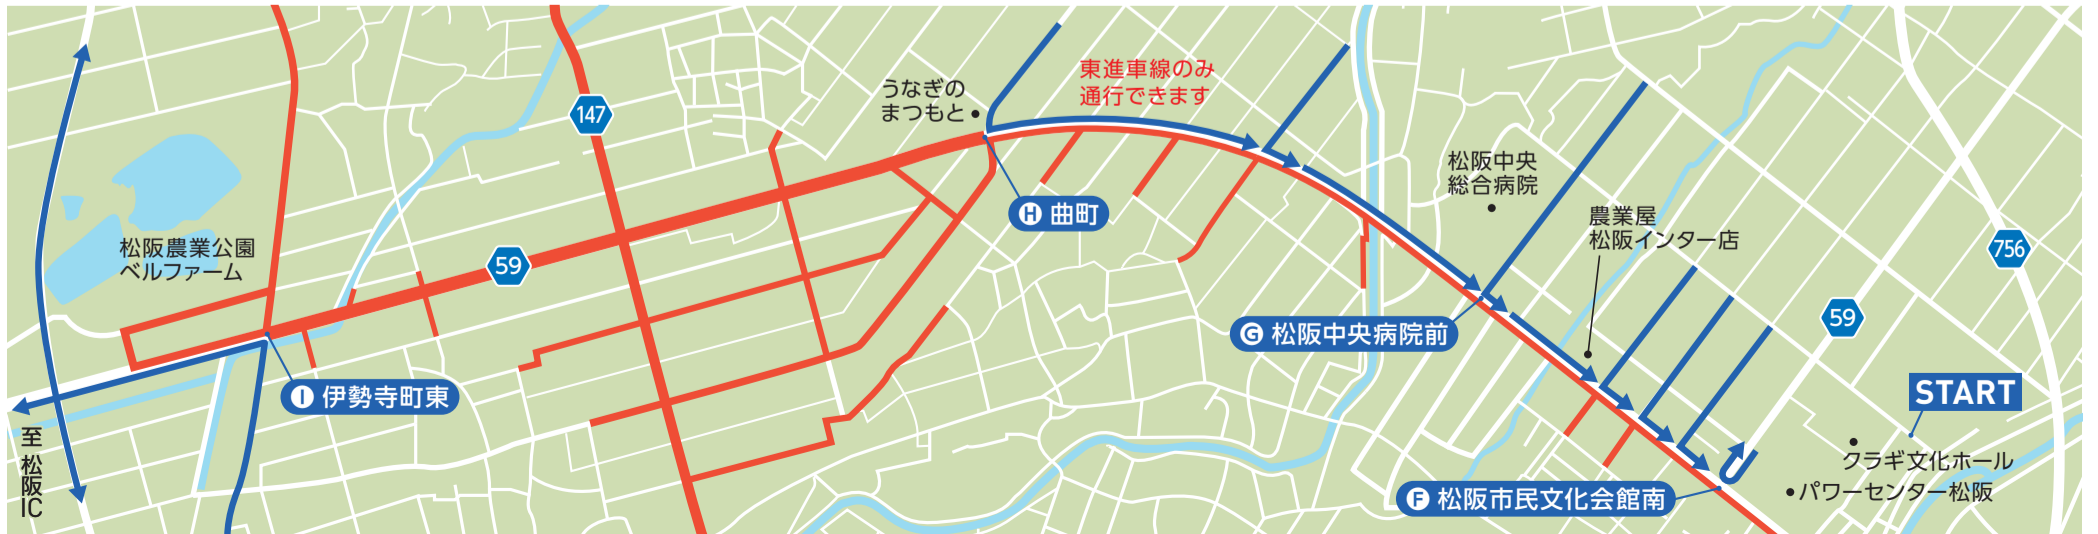 東進車線のみ
通行できます
うなぎの
まつもと
147
松阪中央
総合病院
農業屋
松阪インター店
H 曲町
756
松阪農業公園
ベルファーム
59
59
G 松阪中央病院前
START
I 伊勢寺町東
至 松阪IC
クラギ文化ホール
パワーセンター松阪
F 松阪市民文化会館南